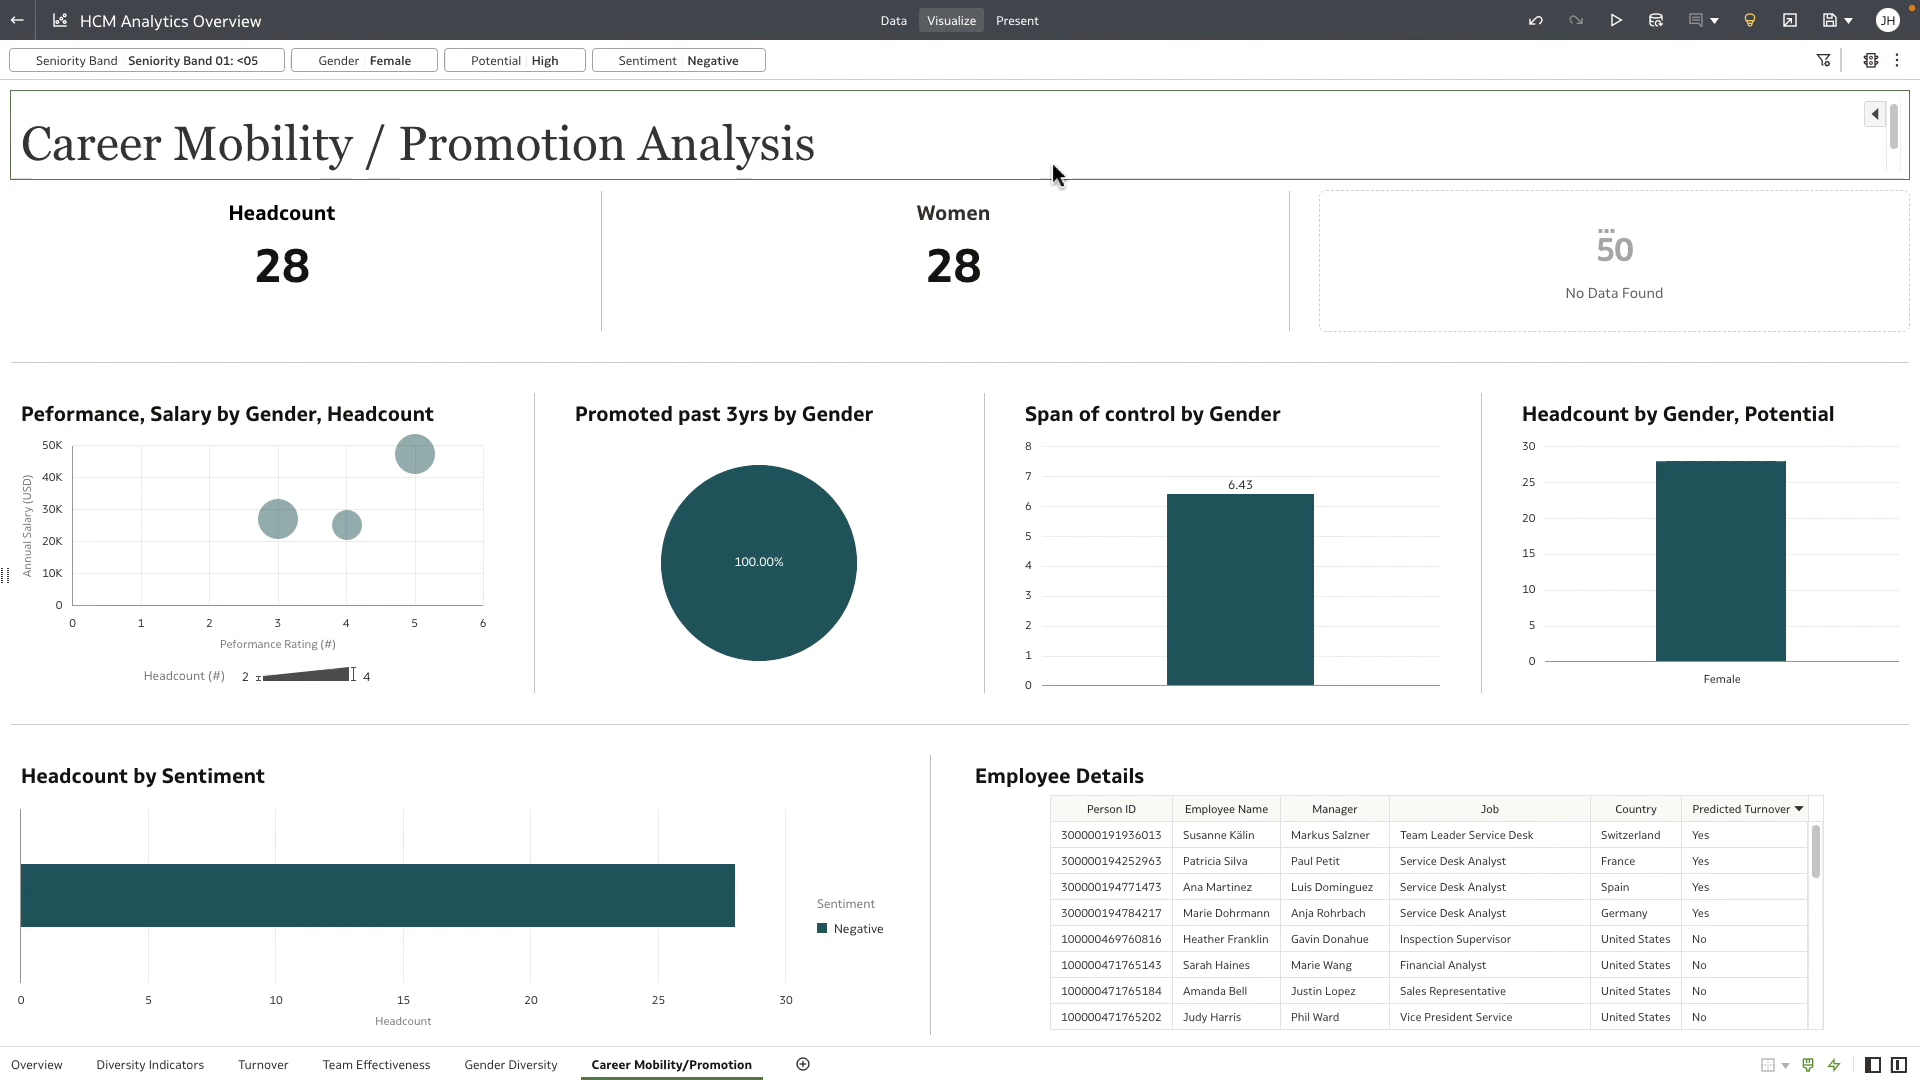 HCM Analytics Overview
Data Visualize Present
JH
Seniority Band Seniority Band 01: <05 Gender Female Potential High Sentiment Negative
Career Mobility / Promotion Analysis
Headcount
28
Women
28
50
No Data Found
Peformance, Salary by Gender, Headcount
50K
40K
30K
20K
10K
0
Annual Salary (USD)
0 1 2 3 4 5 6
Peformance Rating (#)
Headcount (#) 2 4
Promoted past 3yrs by Gender
100.00%
Span of control by Gender
8
7
6
5
4
3
2
1
0
6.43
Headcount by Gender, Potential
30
25
20
15
10
5
0
Female
Headcount by Sentiment
0 5 10 15 20 25 30
Headcount
Sentiment
Negative
Employee Details
Person ID Employee Name Manager Job Country Predicted Turnover
300000191936013 Susanne Kälin Markus Salzner Team Leader Service Desk Switzerland Yes
300000194252963 Patricia Silva Paul Petit Service Desk Analyst France Yes
300000194771473 Ana Martinez Luis Dominguez Service Desk Analyst Spain Yes
300000194784217 Marie Dohrmann Anja Rohrbach Service Desk Analyst Germany Yes
100000469760816 Heather Franklin Gavin Donahue Inspection Supervisor United States No
100000471765143 Sarah Haines Marie Wang Financial Analyst United States No
100000471765184 Amanda Bell Justin Lopez Sales Representative United States No
100000471765202 Judy Harris Phil Ward Vice President Service United States No
Overview Diversity Indicators Turnover Team Effectiveness Gender Diversity Career Mobility/Promotion